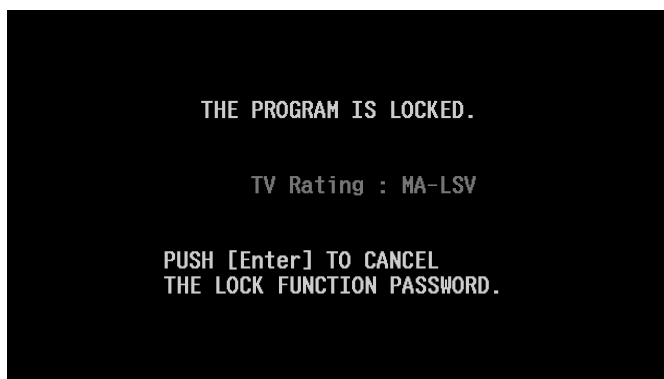 THE PROGRAM IS LOCKED.
TV Rating : MA-LSV
PUSH [Enter] TO CANCEL
THE LOCK FUNCTION PASSWORD.